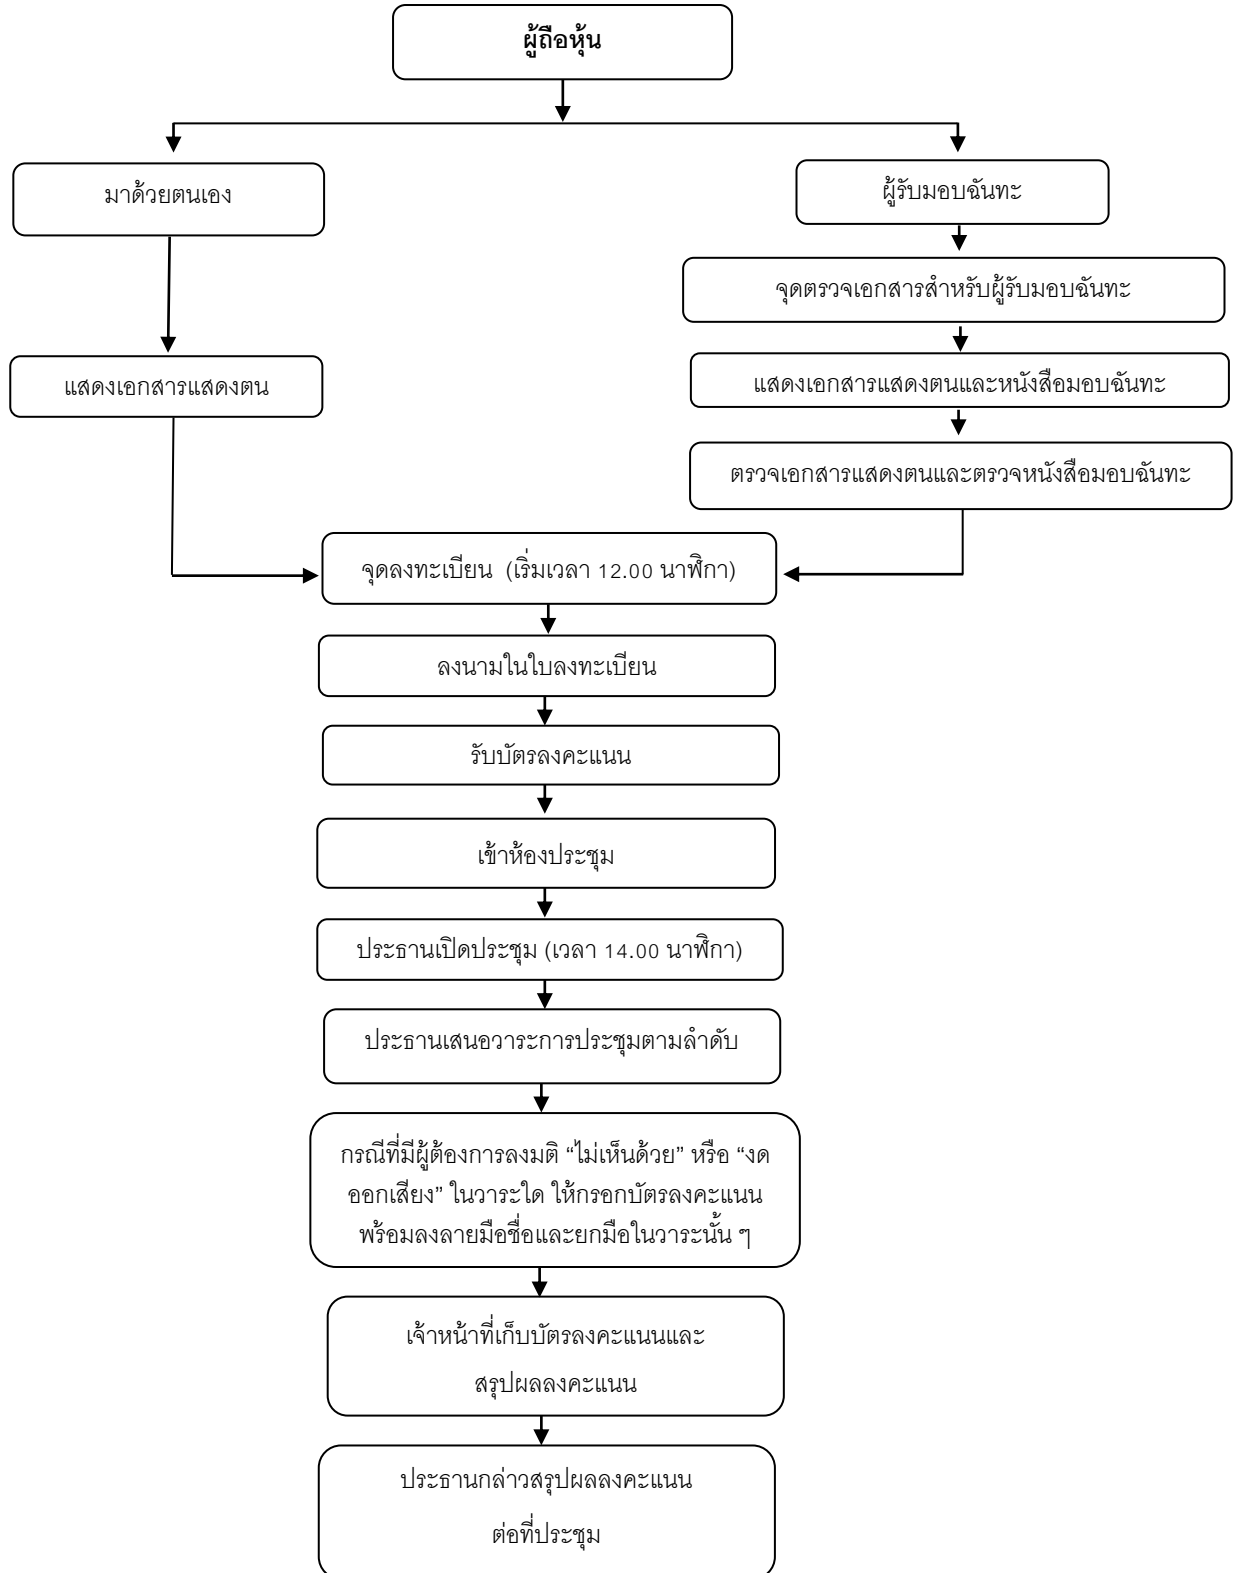 ผู้ถือหุ้น
มาด้วยตนเอง
ผู้รับมอบฉันทะ
จุดตรวจเอกสารสำหรับผู้รับมอบฉันทะ
แสดงเอกสารแสดงตน
แสดงเอกสารแสดงตนและหนังสือมอบฉันทะ
ตรวจเอกสารแสดงตนและตรวจหนังสือมอบฉันทะ
จุดลงทะเบียน (เริ่มเวลา 12.00 นาฬิกา)
ลงนามในใบลงทะเบียน
รับบัตรลงคะแนน
เข้าห้องประชุม
ประธานเปิดประชุม (เวลา 14.00 นาฬิกา)
ประธานเสนอวาระการประชุมตามลำดับ
กรณีที่มีผู้ต้องการลงมติ “ไม่เห็นด้วย” หรือ “งด
ออกเสียง” ในวาระใด ให้กรอกบัตรลงคะแนน
พร้อมลงลายมือชื่อและยกมือในวาระนั้น ๆ
เจ้าหน้าที่เก็บบัตรลงคะแนนและ
สรุปผลลงคะแนน
ประธานกล่าวสรุปผลลงคะแนน
ต่อที่ประชุม